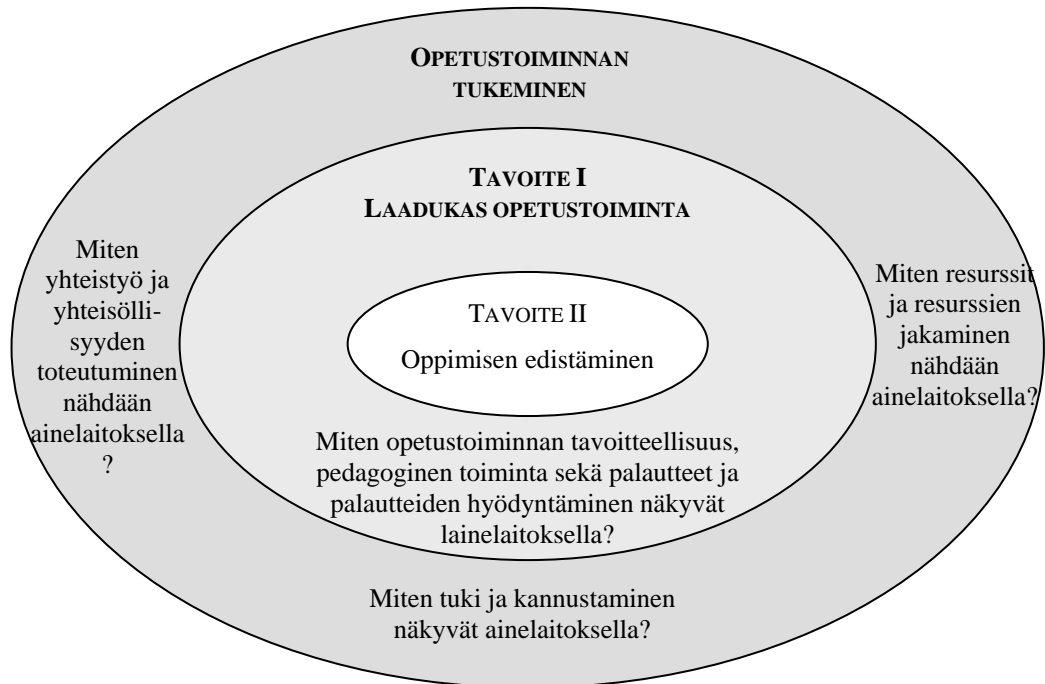 OPETUSTOIMINNAN
TUKEMINEN
TAVOITE I
LAADUKAS OPETUSTOIMINTA
Miten
yhteistyö ja
yhteisölli-
syyden
toteutuminen
nähdään
ainelaitoksella
?
TAVOITE II
Oppimisen edistäminen
Miten resurssit
ja resurssien
jakaminen
nähdään
ainelaitoksella?
Miten opetustoiminnan tavoitteellisuus,
pedagoginen toiminta sekä palautteet ja
palautteiden hyödyntäminen näkyvät
lainelaitoksella?
Miten tuki ja kannustaminen
näkyvät ainelaitoksella?